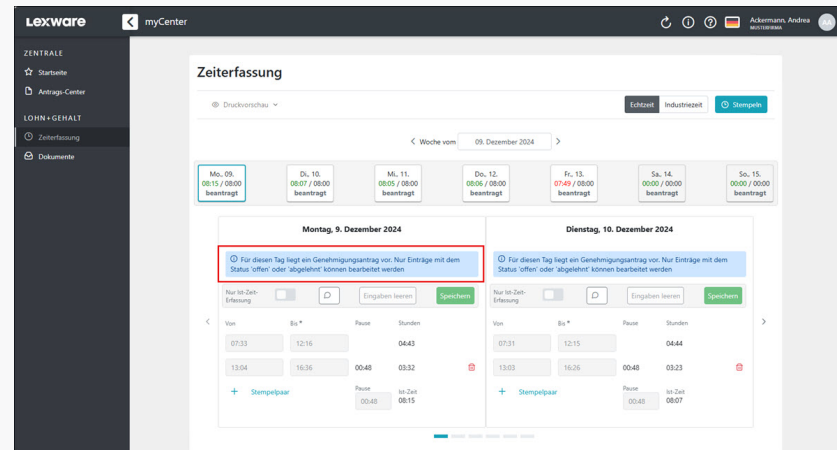 Lexware
myCenter
Ackermann, Andrea
MUSTERFIRMA
AA
ZENTRALE
Startseite
Antrags-Center
LOHN+GEHALT
Zeiterfassung
Dokumente
Zeiterfassung
Druckvorschau
Echtzeit Industriezeit
Stempeln
Woche vom 09. Dezember 2024
Mo., 09.
08:15 / 08:00
beantragt
Di., 10.
08:07 / 08:00
beantragt
Mi., 11.
08:05 / 08:00
beantragt
Do., 12.
08:06 / 08:00
beantragt
Fr., 13.
07:49 / 08:00
beantragt
Sa., 14.
00:00 / 00:00
beantragt
So., 15.
00:00 / 00:00
beantragt
Montag, 9. Dezember 2024
Für diesen Tag liegt ein Genehmigungsantrag vor. Nur Einträge mit dem
Status 'offen' oder 'abgelehnt' können bearbeitet werden
Nur Ist-Zeit-
Erfassung
Eingaben leeren
Speichern
Von Bis * Pause Stunden
07:33 12:16 04:43
13:04 16:36 00:48 03:32
+ Stempelpaar
Pause Ist-Zeit
00:48 08:15
Dienstag, 10. Dezember 2024
Für diesen Tag liegt ein Genehmigungsantrag vor. Nur Einträge mit dem
Status 'offen' oder 'abgelehnt' können bearbeitet werden
Nur Ist-Zeit-
Erfassung
Eingaben leeren
Speichern
Von Bis * Pause Stunden
07:31 12:15 04:44
13:03 16:26 00:48 03:23
+ Stempelpaar
Pause Ist-Zeit
00:48 08:07